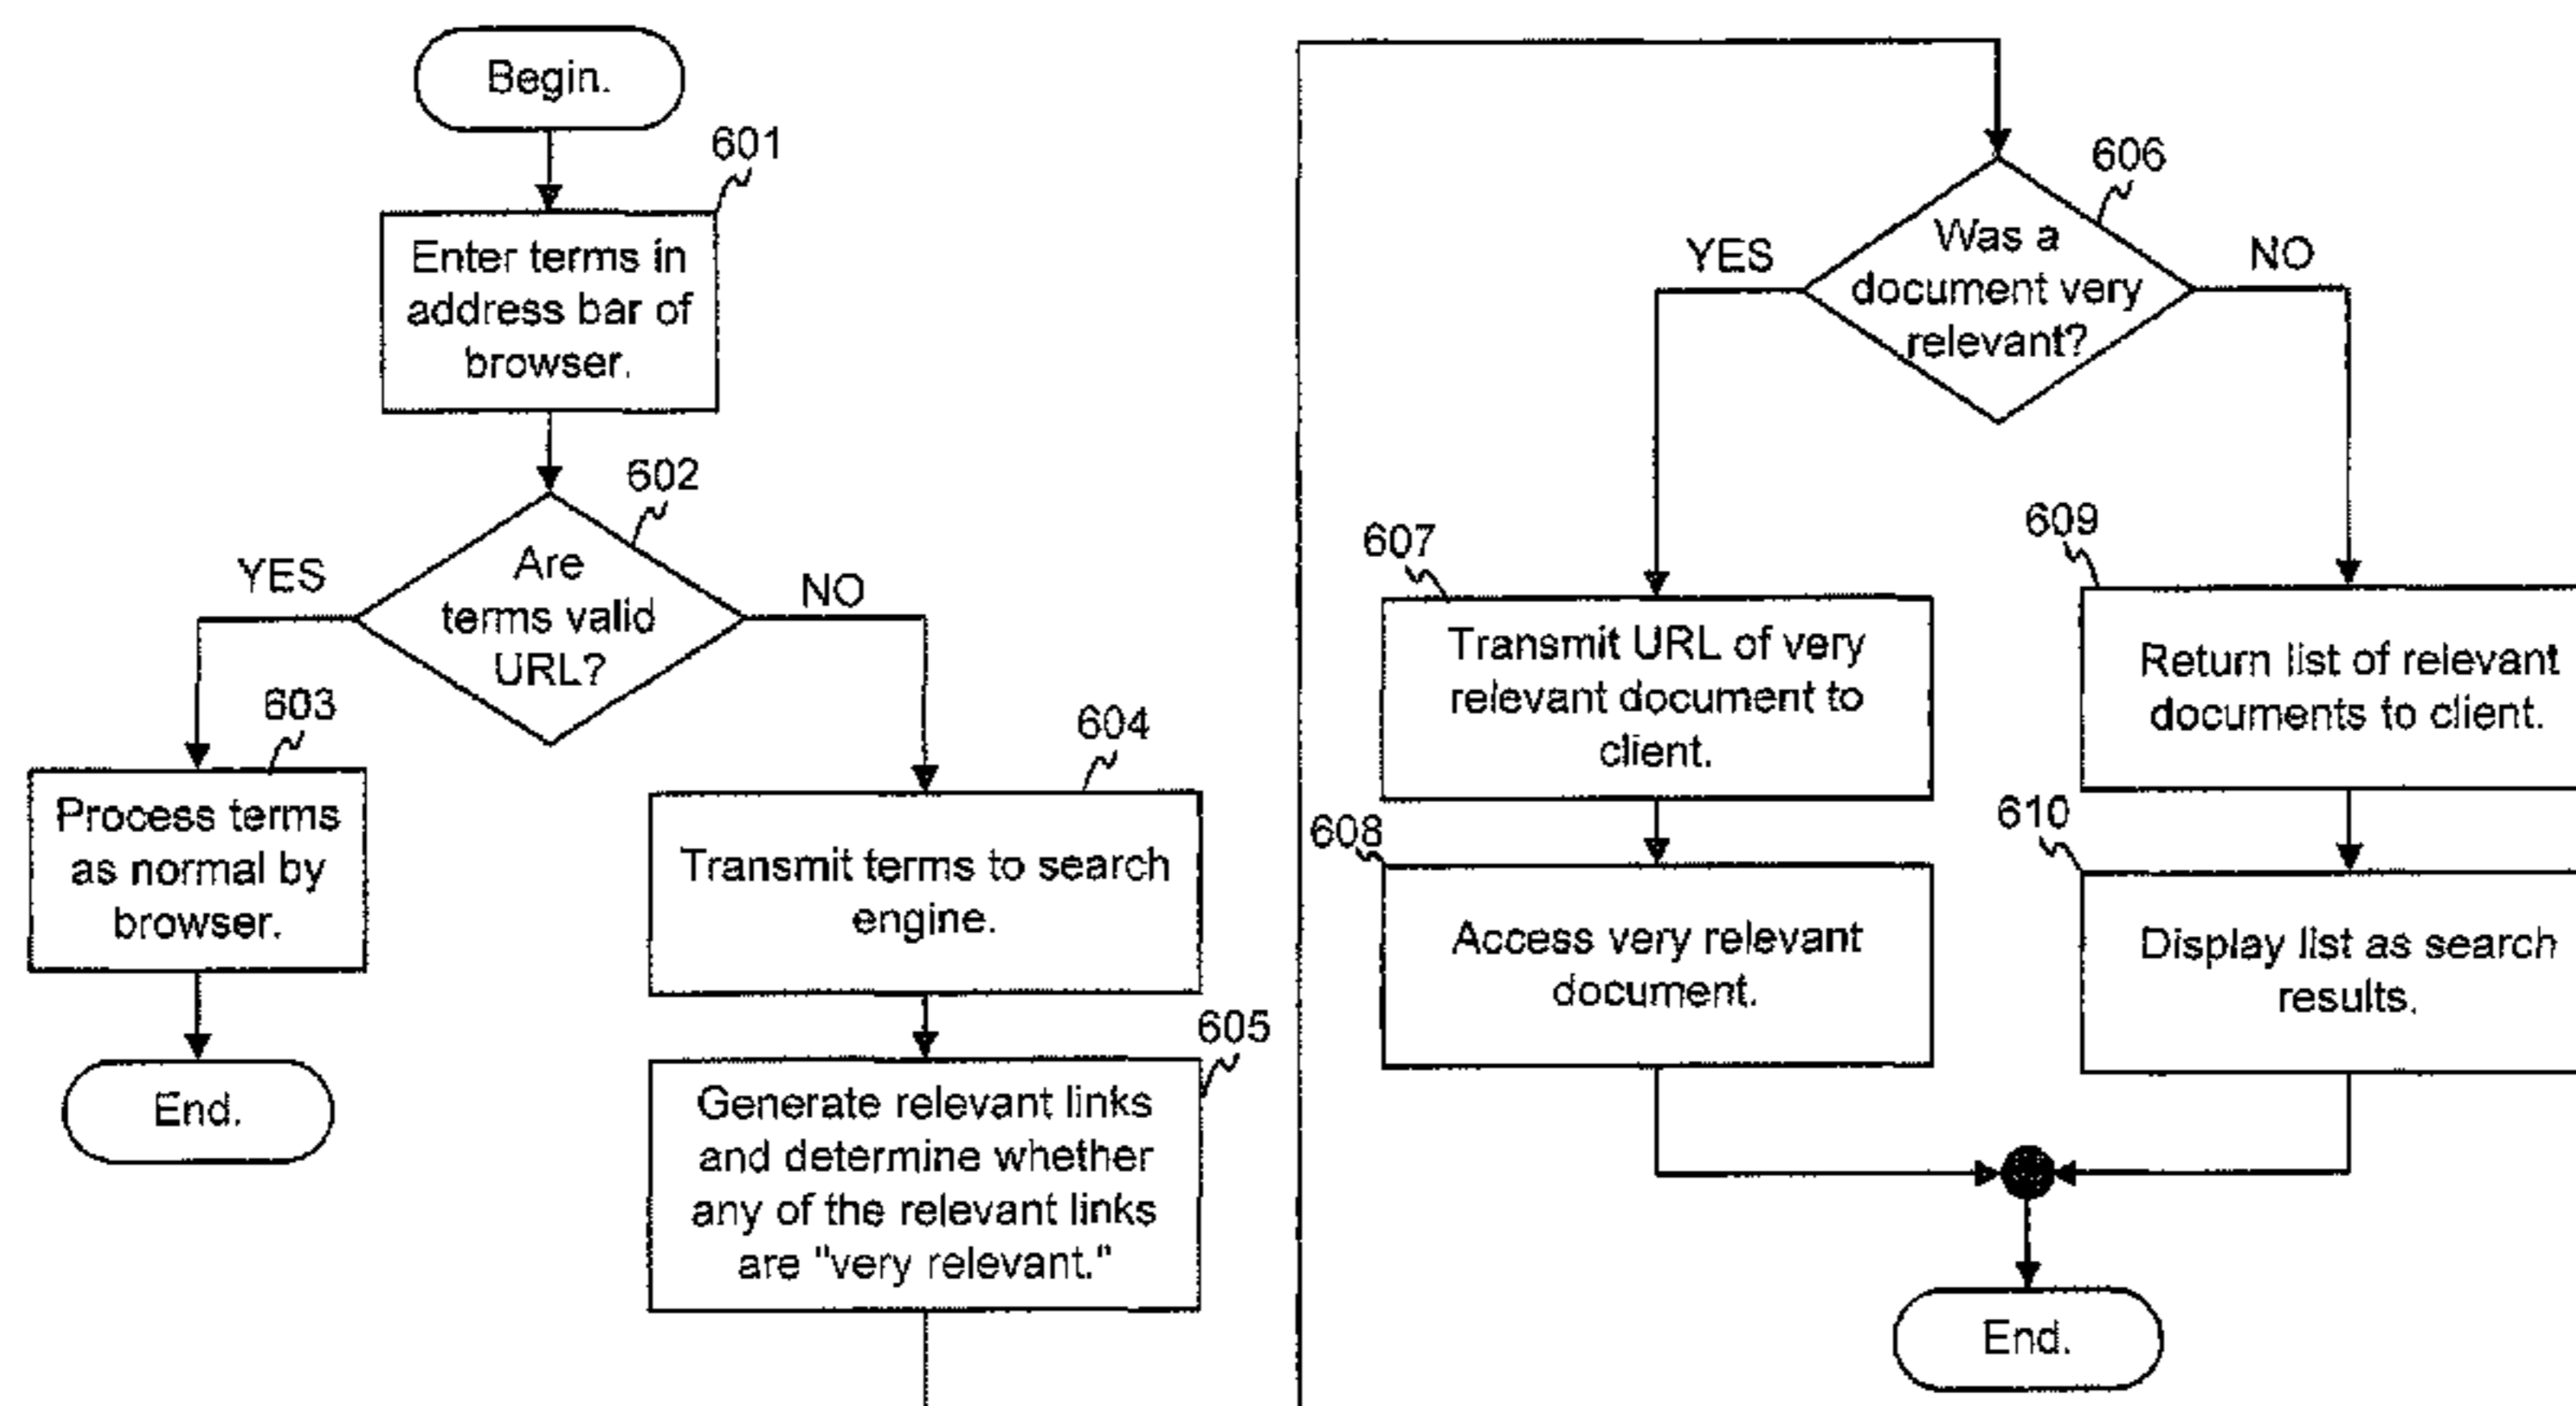 Begin.
601
Enter terms in
address bar of
browser.
602
Are
terms valid
URL?
YES
NO
603
Process terms
as normal by
browser.
End.
604
Transmit terms to search
engine.
605
Generate relevant links
and determine whether
any of the relevant links
are "very relevant."
606
Was a
document very
relevant?
YES
NO
607
Transmit URL of very
relevant document to
client.
608
Access very relevant
document.
609
Return list of relevant
documents to client.
610
Display list as search
results.
End.